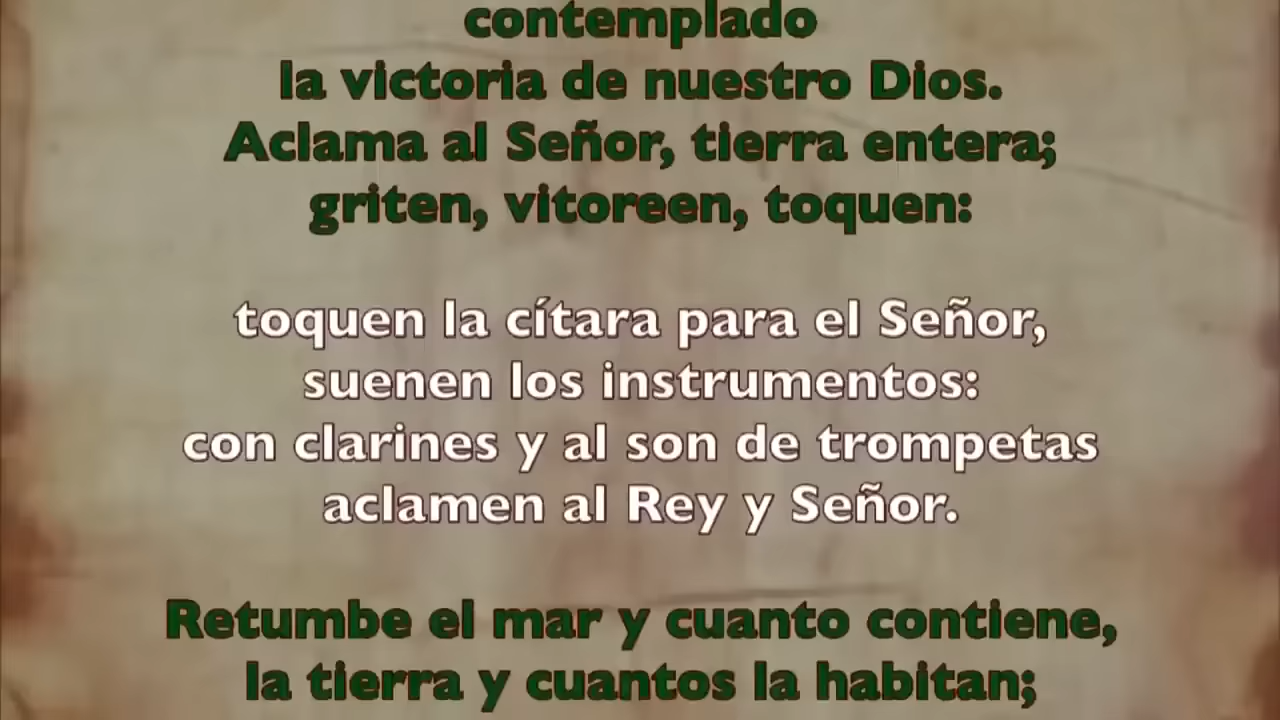 contemplado
la victoria de nuestro Dios.
Aclama al Señor, tierra entera;
griten, vitoreen, toquen:
toquen la cítara para el Señor,
suenen los instrumentos:
con clarines y al son de trompetas
aclamen al Rey y Señor.
Retumbe el mar y cuanto contiene,
la tierra y cuantos la habitan;